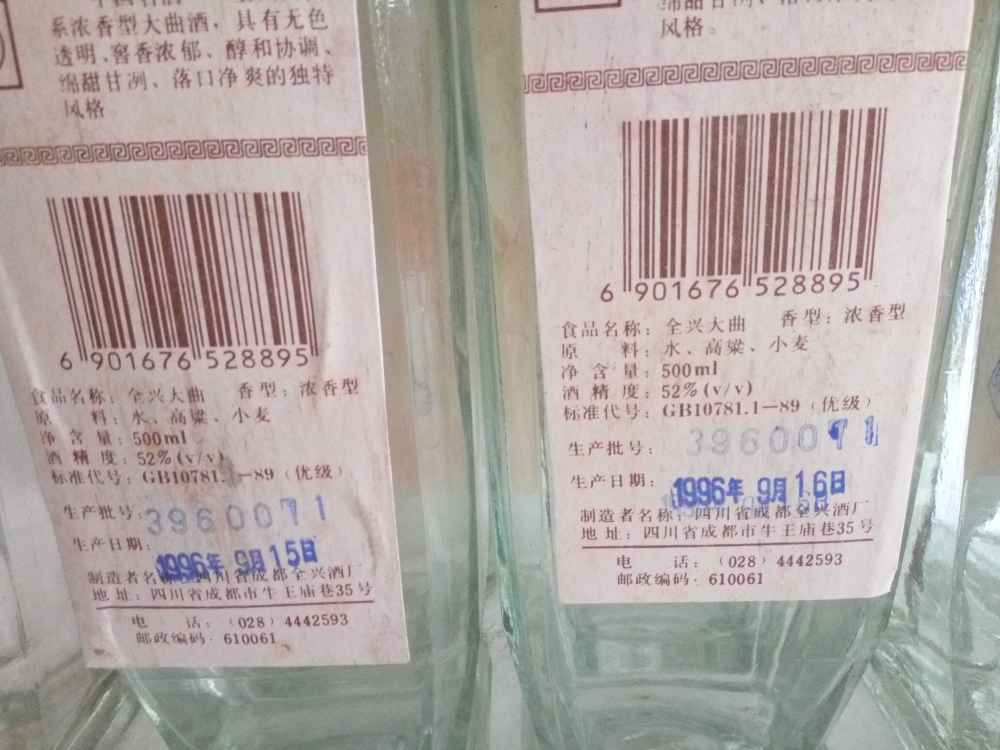 系浓香型大曲酒,具有无色
透明、窖香浓郁、醇和协调、
绵甜甘洌、落口净爽的独特
风格
6 901676 528895
食品名称：全兴大曲 香型：浓香型
原 料：水、高粱、小麦
净 含 量：500ml
酒 精 度：52%(v/v)
标准代号：GB10781.1—89（优级）
生产批号：3960071
生产日期：
1996年 9月15日
制造者名称：四川省成都全兴酒厂
地 址：四川省成都市牛王庙巷35号
电 话：（028）4442593
邮政编码·610061
风格。
6 901676 528895
食品名称：全兴大曲 香型：浓香型
原 料：水、高粱、小麦
净 含 量：500ml
酒 精 度：52%(v/v)
标准代号：GB10781.1—89（优级）
生产批号：3960071
生产日期：1996年 9月16日
制造者名称：四川省成都全兴酒厂
地 址：四川省成都市牛王庙巷35号
电 话：（028）4442593
邮政编码·610061